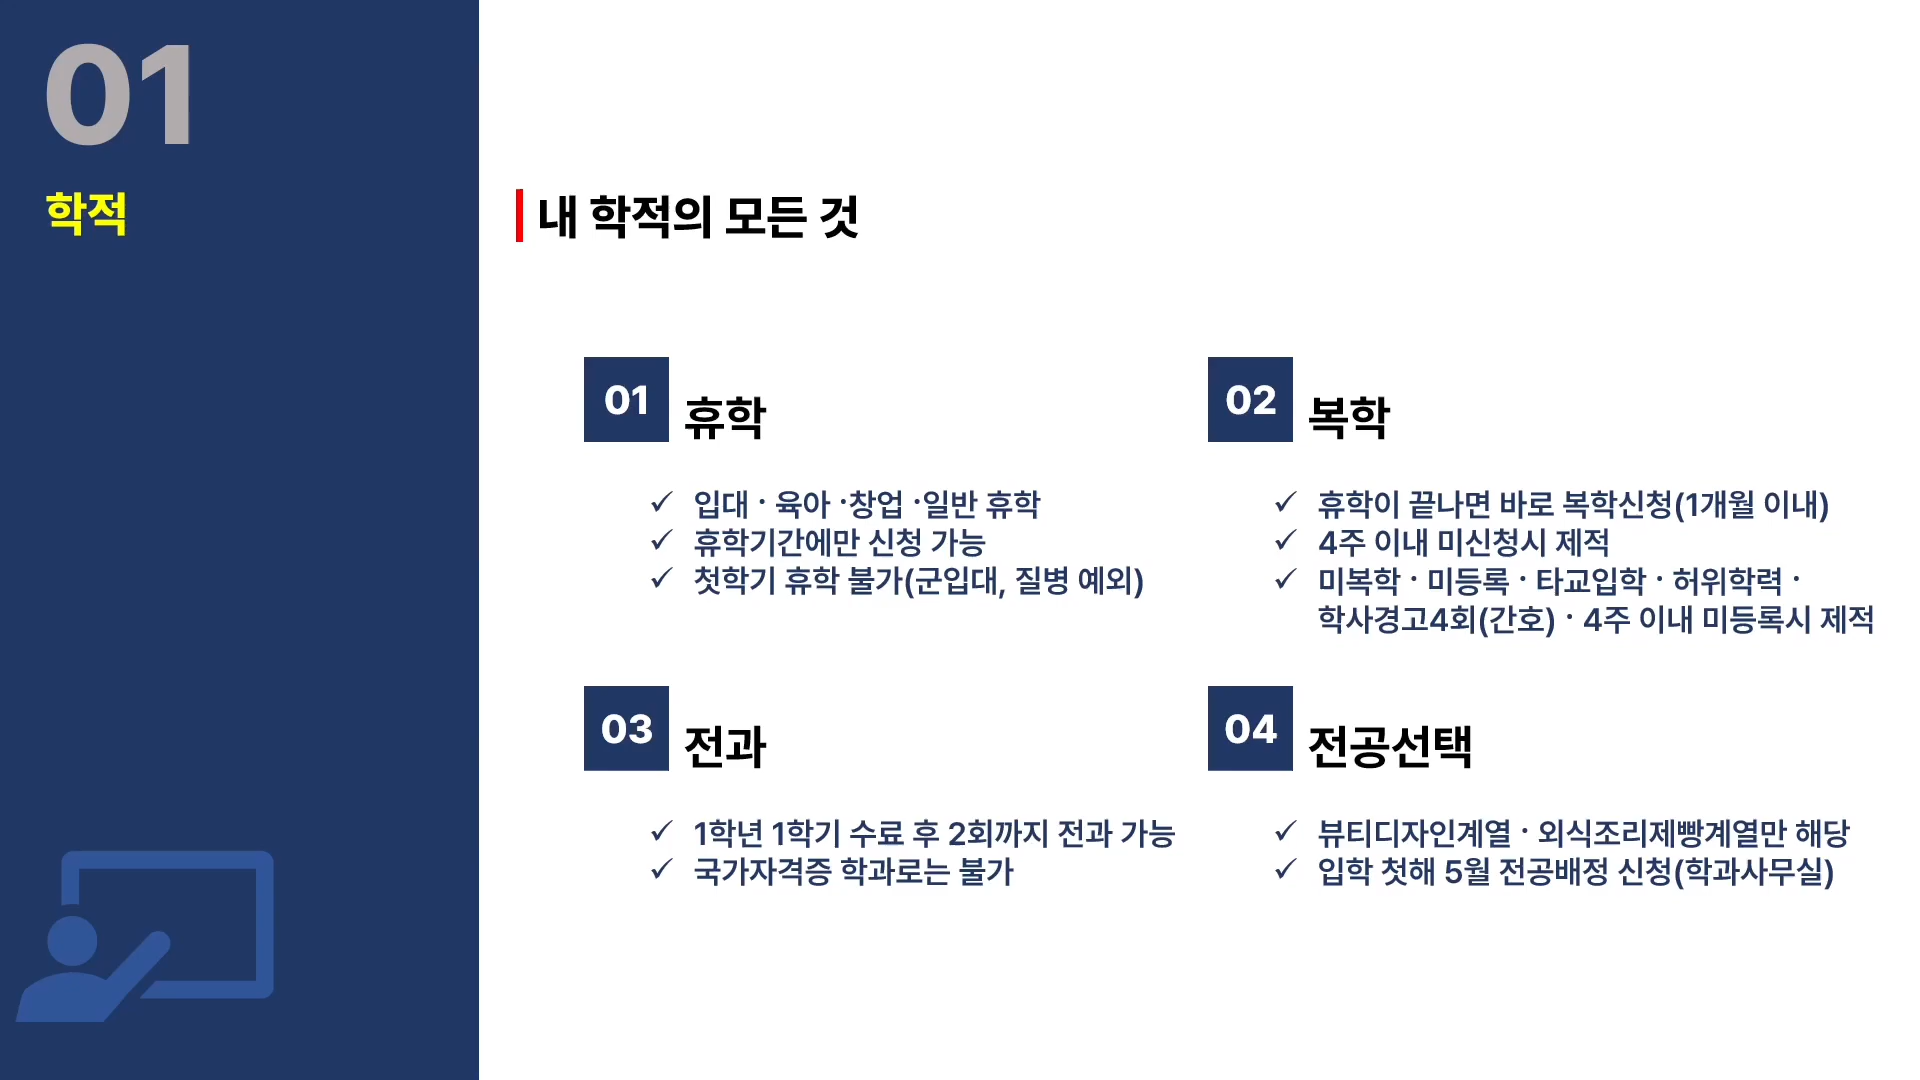 01
학적
내 학적의 모든 것
01
휴학
✓ 입대 · 육아 ·창업 ·일반 휴학
✓ 휴학기간에만 신청 가능
✓ 첫학기 휴학 불가(군입대, 질병 예외)
02
복학
✓ 휴학이 끝나면 바로 복학신청(1개월 이내)
✓ 4주 이내 미신청시 제적
✓ 미복학 · 미등록 · 타교입학 · 허위학력 ·
학사경고4회(간호) · 4주 이내 미등록시 제적
03
전과
✓ 1학년 1학기 수료 후 2회까지 전과 가능
✓ 국가자격증 학과로는 불가
04
전공선택
✓ 뷰티디자인계열 · 외식조리제빵계열만 해당
✓ 입학 첫해 5월 전공배정 신청(학과사무실)